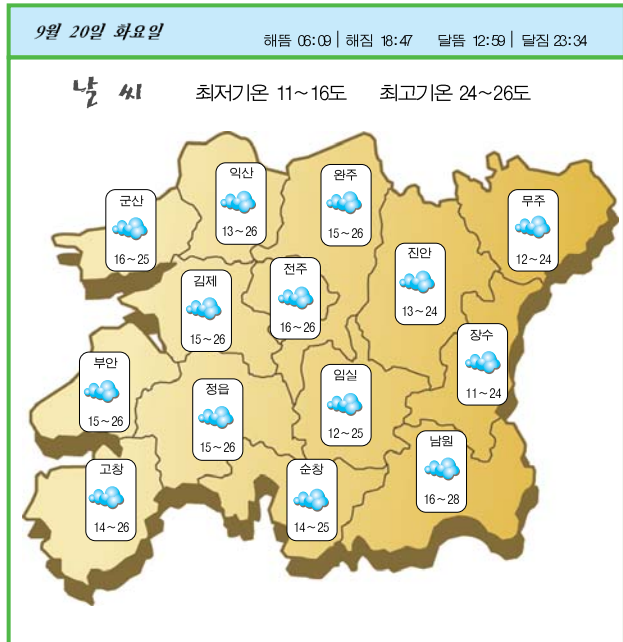 9월 20일 화요일
해뜸 06:09 | 해짐 18:47 달뜸 12:59 | 달짐 23:34
날 씨 최저기온 11~16도 최고기온 24~26도
군산
16~25
익산
13~26
완주
15~26
무주
12~24
김제
15~26
전주
16~26
진안
13~24
장수
11~24
부안
15~26
정읍
15~26
임실
12~25
남원
16~28
고창
14~26
순창
14~25